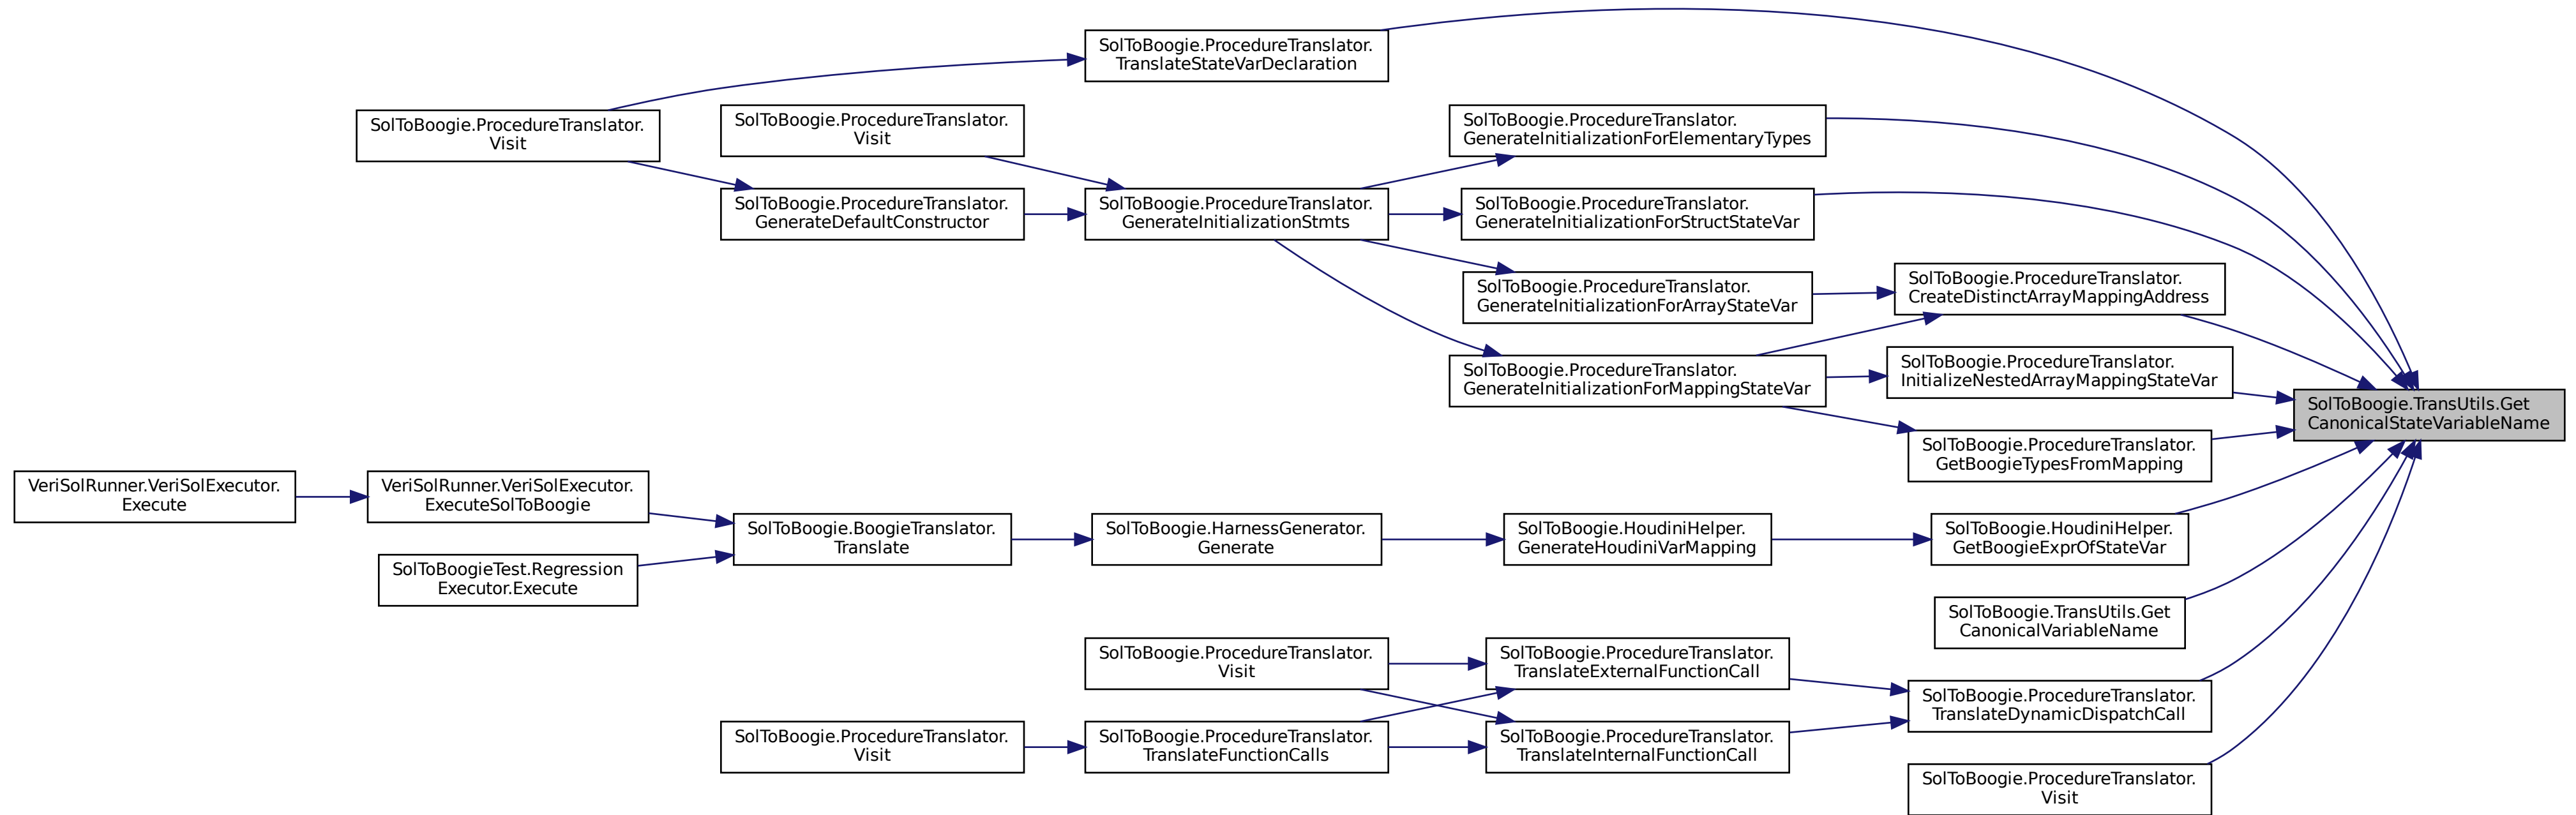 SolToBoogie.ProcedureTranslator.
TranslateStateVarDeclaration
SolToBoogie.ProcedureTranslator.
Visit
SolToBoogie.ProcedureTranslator.
Visit
SolToBoogie.ProcedureTranslator.
GenerateInitializationForElementaryTypes
SolToBoogie.ProcedureTranslator.
GenerateDefaultConstructor
SolToBoogie.ProcedureTranslator.
GenerateInitializationStmts
SolToBoogie.ProcedureTranslator.
GenerateInitializationForStructStateVar
SolToBoogie.ProcedureTranslator.
GenerateInitializationForArrayStateVar
SolToBoogie.ProcedureTranslator.
CreateDistinctArrayMappingAddress
SolToBoogie.ProcedureTranslator.
GenerateInitializationForMappingStateVar
SolToBoogie.ProcedureTranslator.
InitializeNestedArrayMappingStateVar
SolToBoogie.TransUtils.Get
CanonicalStateVariableName
SolToBoogie.ProcedureTranslator.
GetBoogieTypesFromMapping
VeriSolRunner.VeriSolExecutor.
Execute
VeriSolRunner.VeriSolExecutor.
ExecuteSolToBoogie
SolToBoogie.BoogieTranslator.
Translate
SolToBoogie.HarnessGenerator.
Generate
SolToBoogie.HoudiniHelper.
GenerateHoudiniVarMapping
SolToBoogie.HoudiniHelper.
GetBoogieExprOfStateVar
SolToBoogieTest.Regression
Executor.Execute
SolToBoogie.TransUtils.Get
CanonicalVariableName
SolToBoogie.ProcedureTranslator.
Visit
SolToBoogie.ProcedureTranslator.
TranslateExternalFunctionCall
SolToBoogie.ProcedureTranslator.
TranslateDynamicDispatchCall
SolToBoogie.ProcedureTranslator.
Visit
SolToBoogie.ProcedureTranslator.
TranslateFunctionCalls
SolToBoogie.ProcedureTranslator.
TranslateInternalFunctionCall
SolToBoogie.ProcedureTranslator.
Visit